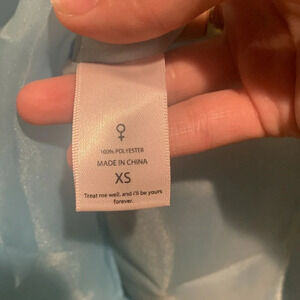 100% POLYESTER
MADE IN CHINA
XS
Treat me well, and i'll be yours
forever.